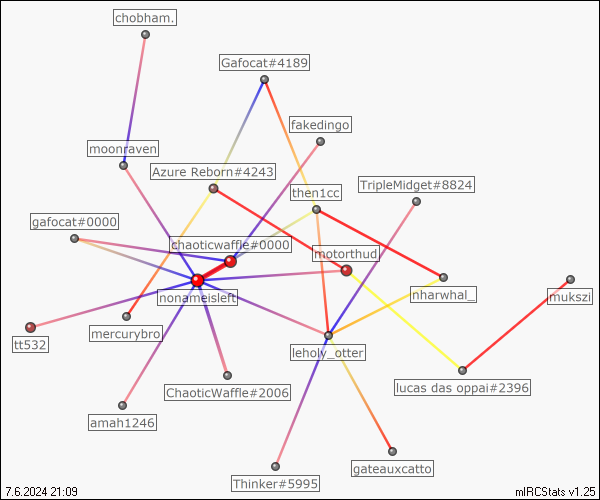 chobham.
Gafocat#4189
fakedingo
moonraven
Azure Reborn#4243
then1cc
TripleMidget#8824
gafocat#0000
chaoticwaffle#0000
motorthud
nonameisleft
nharwhal_
mukszi
tt532
mercurybro
leholy_otter
ChaoticWaffle#2006
lucas das oppai#2396
amah1246
Thinker#5995
gateauxcatto
7.6.2024 21:09
mIRCStats v1.25